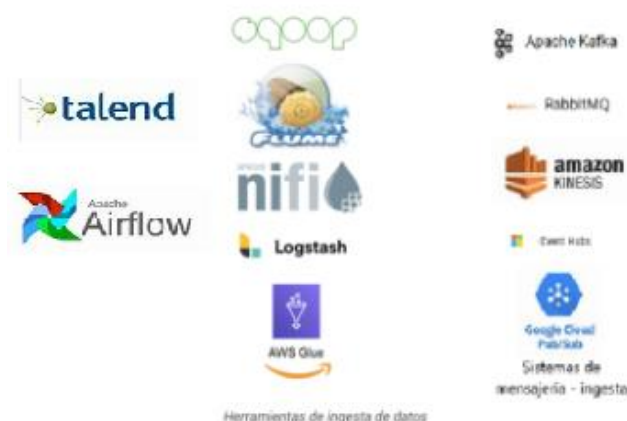 sqoop
talend
FLUME
Apache
Airflow
nifi
Logstash
AWS Glue
Apache Kafka
RabbitMQ
amazon
KINESIS
Event Hubs
Google Cloud
Pub/Sub
Sistemas de
mensajería - ingesta
Herramientas de ingesta de datos